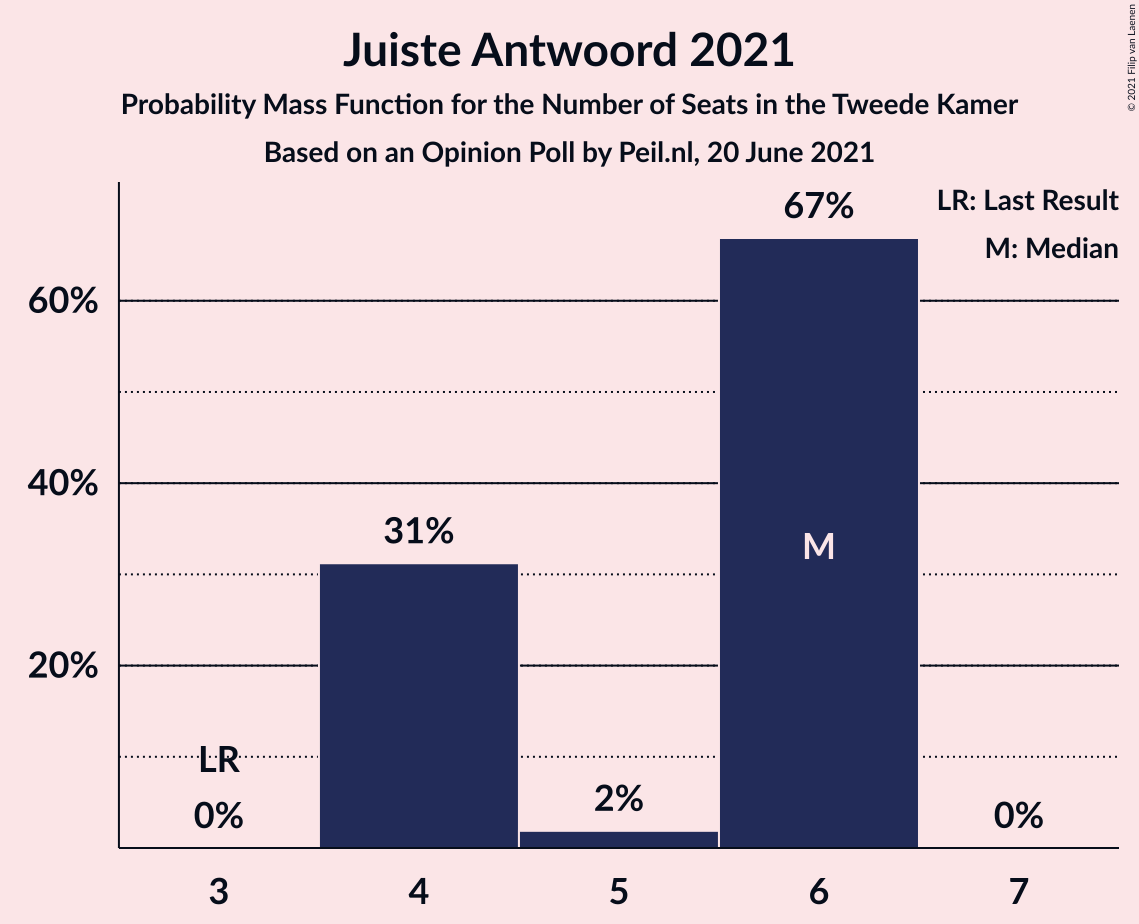 Juiste Antwoord 2021
Probability Mass Function for the Number of Seats in the Tweede Kamer
Based on an Opinion Poll by Peil.nl, 20 June 2021
© 2021 Filip van Laenen
LR: Last Result
M: Median
60%
40%
20%
LR
0%
31%
2%
67%
M
0%
3
4
5
6
7